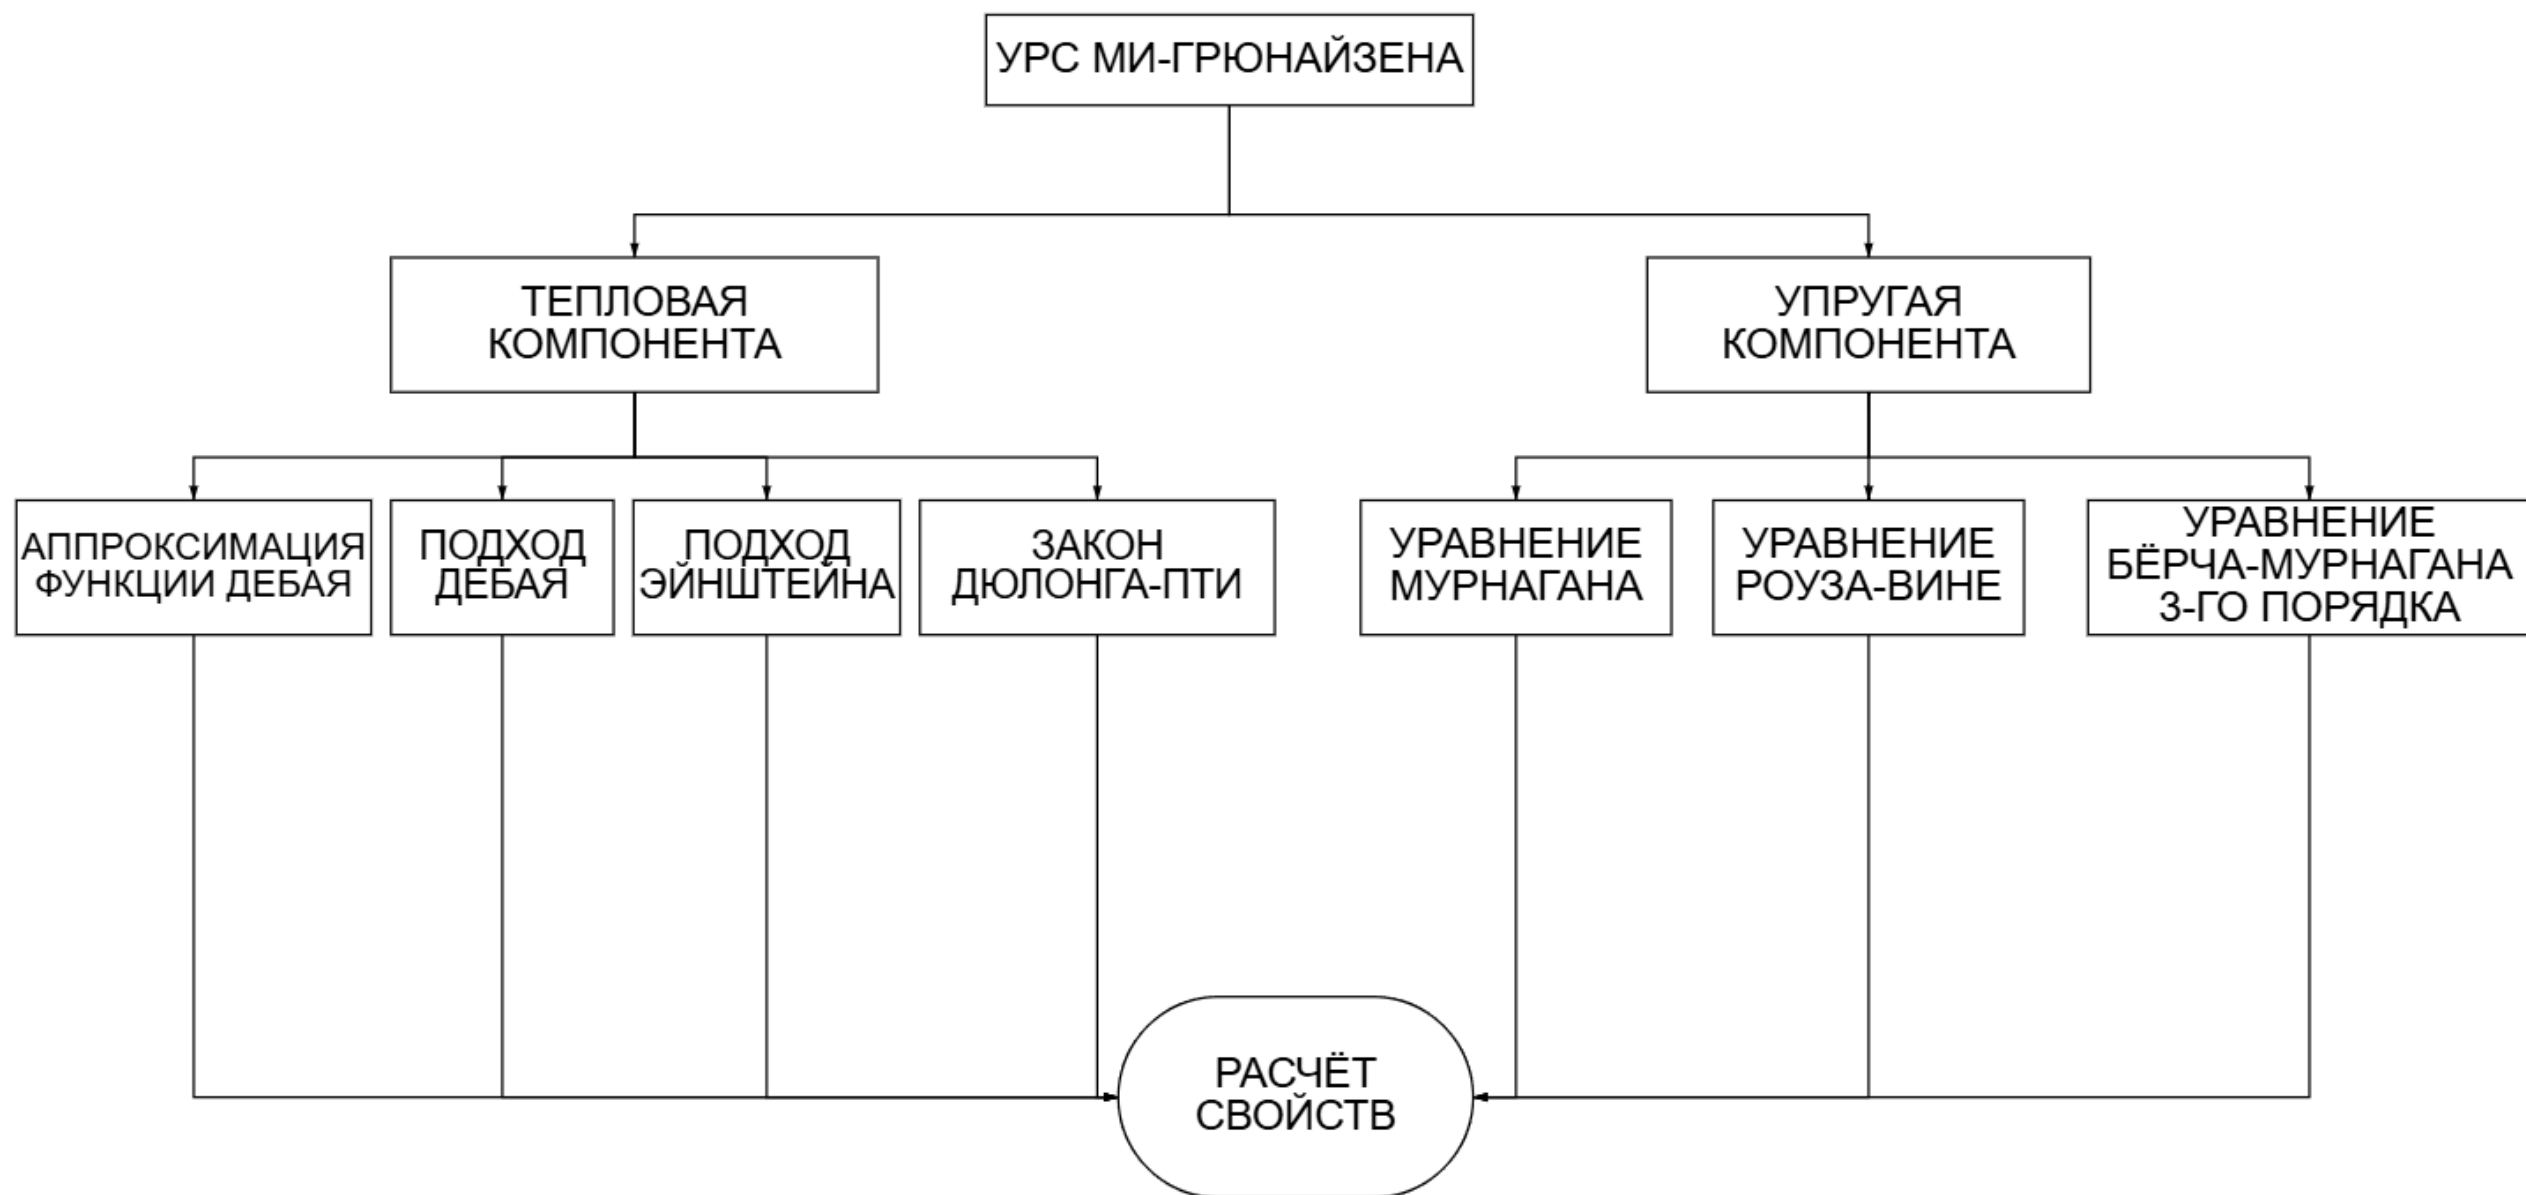 УРС МИ-ГРЮНАЙЗЕНА
ТЕПЛОВАЯ
КОМПОНЕНТА
УПРУГАЯ
КОМПОНЕНТА
АППРОКСИМАЦИЯ
ФУНКЦИИ ДЕБАЯ
ПОДХОД
ДЕБАЯ
ПОДХОД
ЭЙНШТЕЙНА
ЗАКОН
ДЮЛОНГА-ПТИ
УРАВНЕНИЕ
МУРНАГАНА
УРАВНЕНИЕ
РОУЗА-ВИНЕ
УРАВНЕНИЕ
БЁРЧА-МУРНАГАНА
3-ГО ПОРЯДКА
РАСЧЁТ
СВОЙСТВ